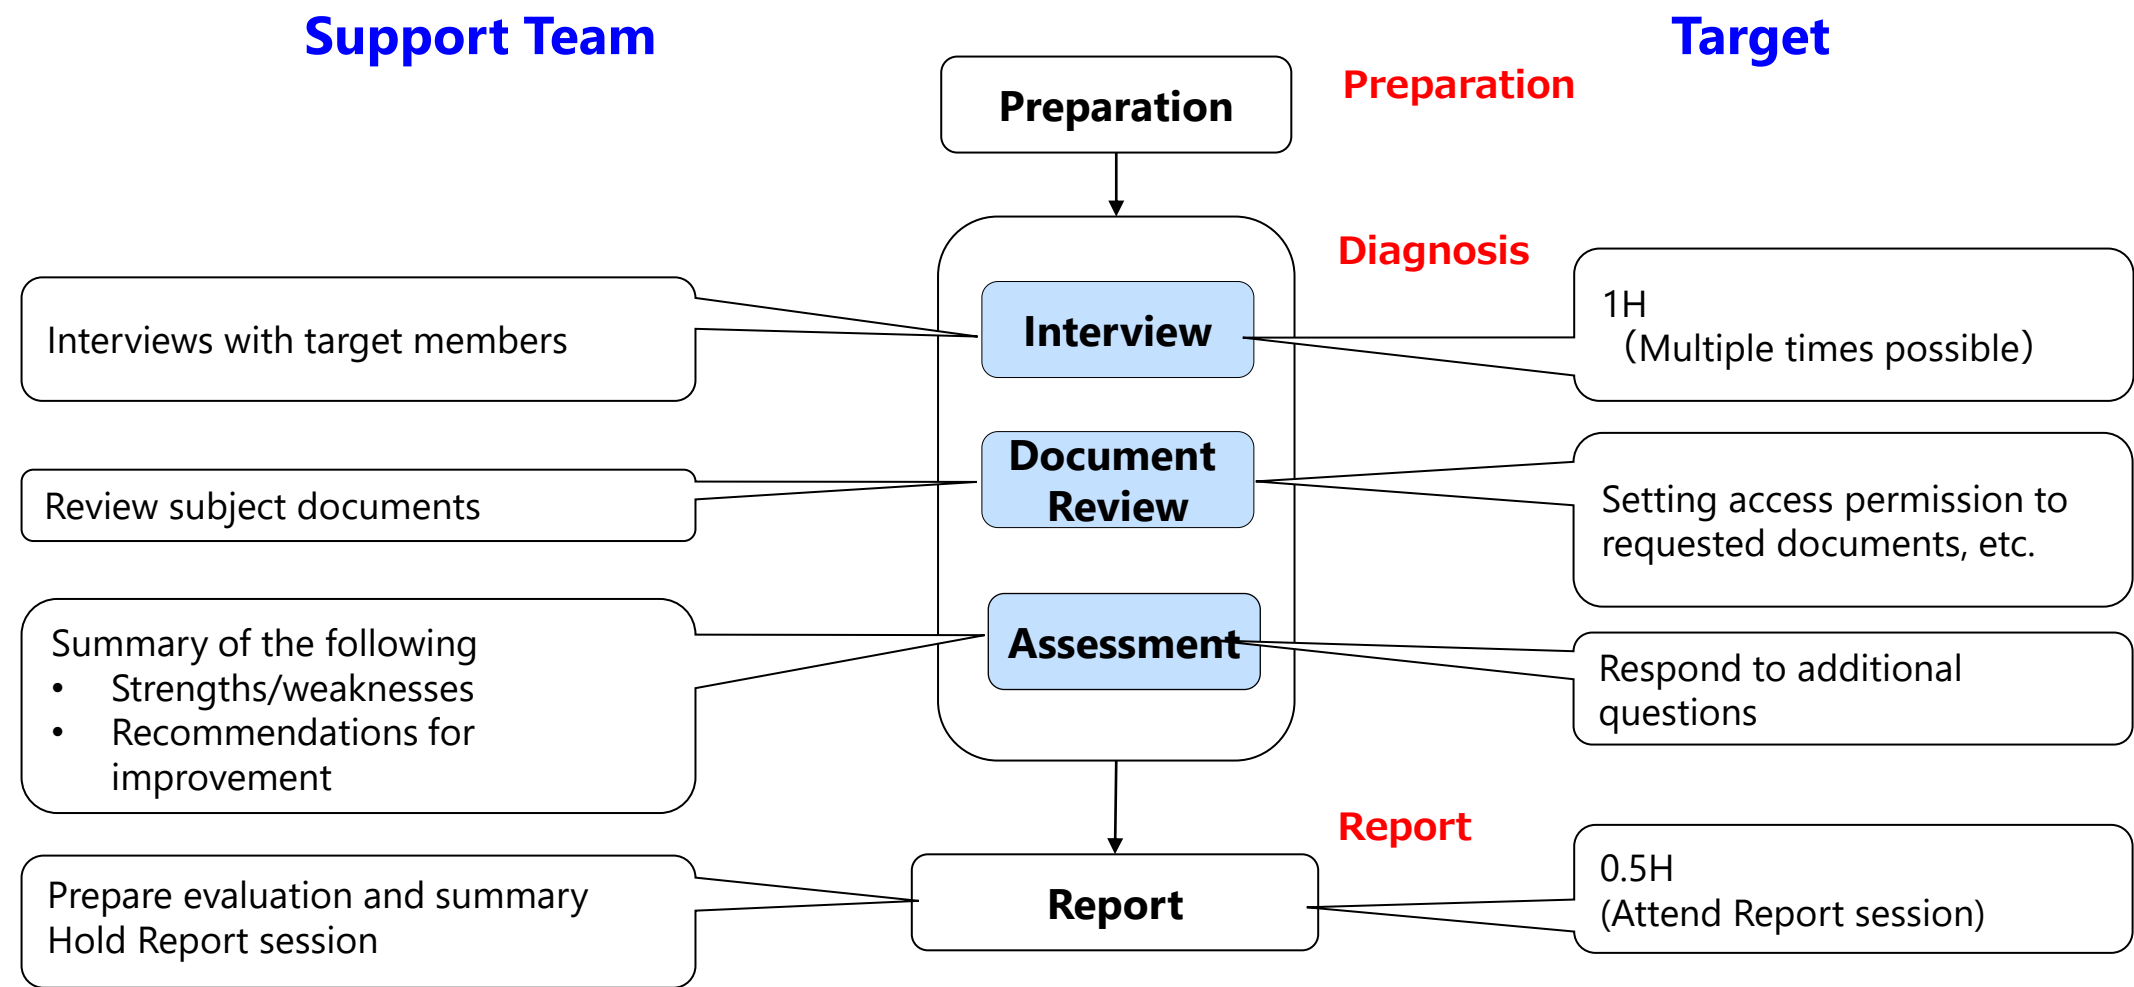 Support Team
Target
Preparation
Preparation
Diagnosis
Interviews with target members
Interview
1H
（Multiple times possible）
Review subject documents
Document
Review
Setting access permission to
requested documents, etc.
Summary of the following
• Strengths/weaknesses
• Recommendations for
improvement
Assessment
Respond to additional
questions
Report
Prepare evaluation and summary
Hold Report session
Report
0.5H
(Attend Report session)